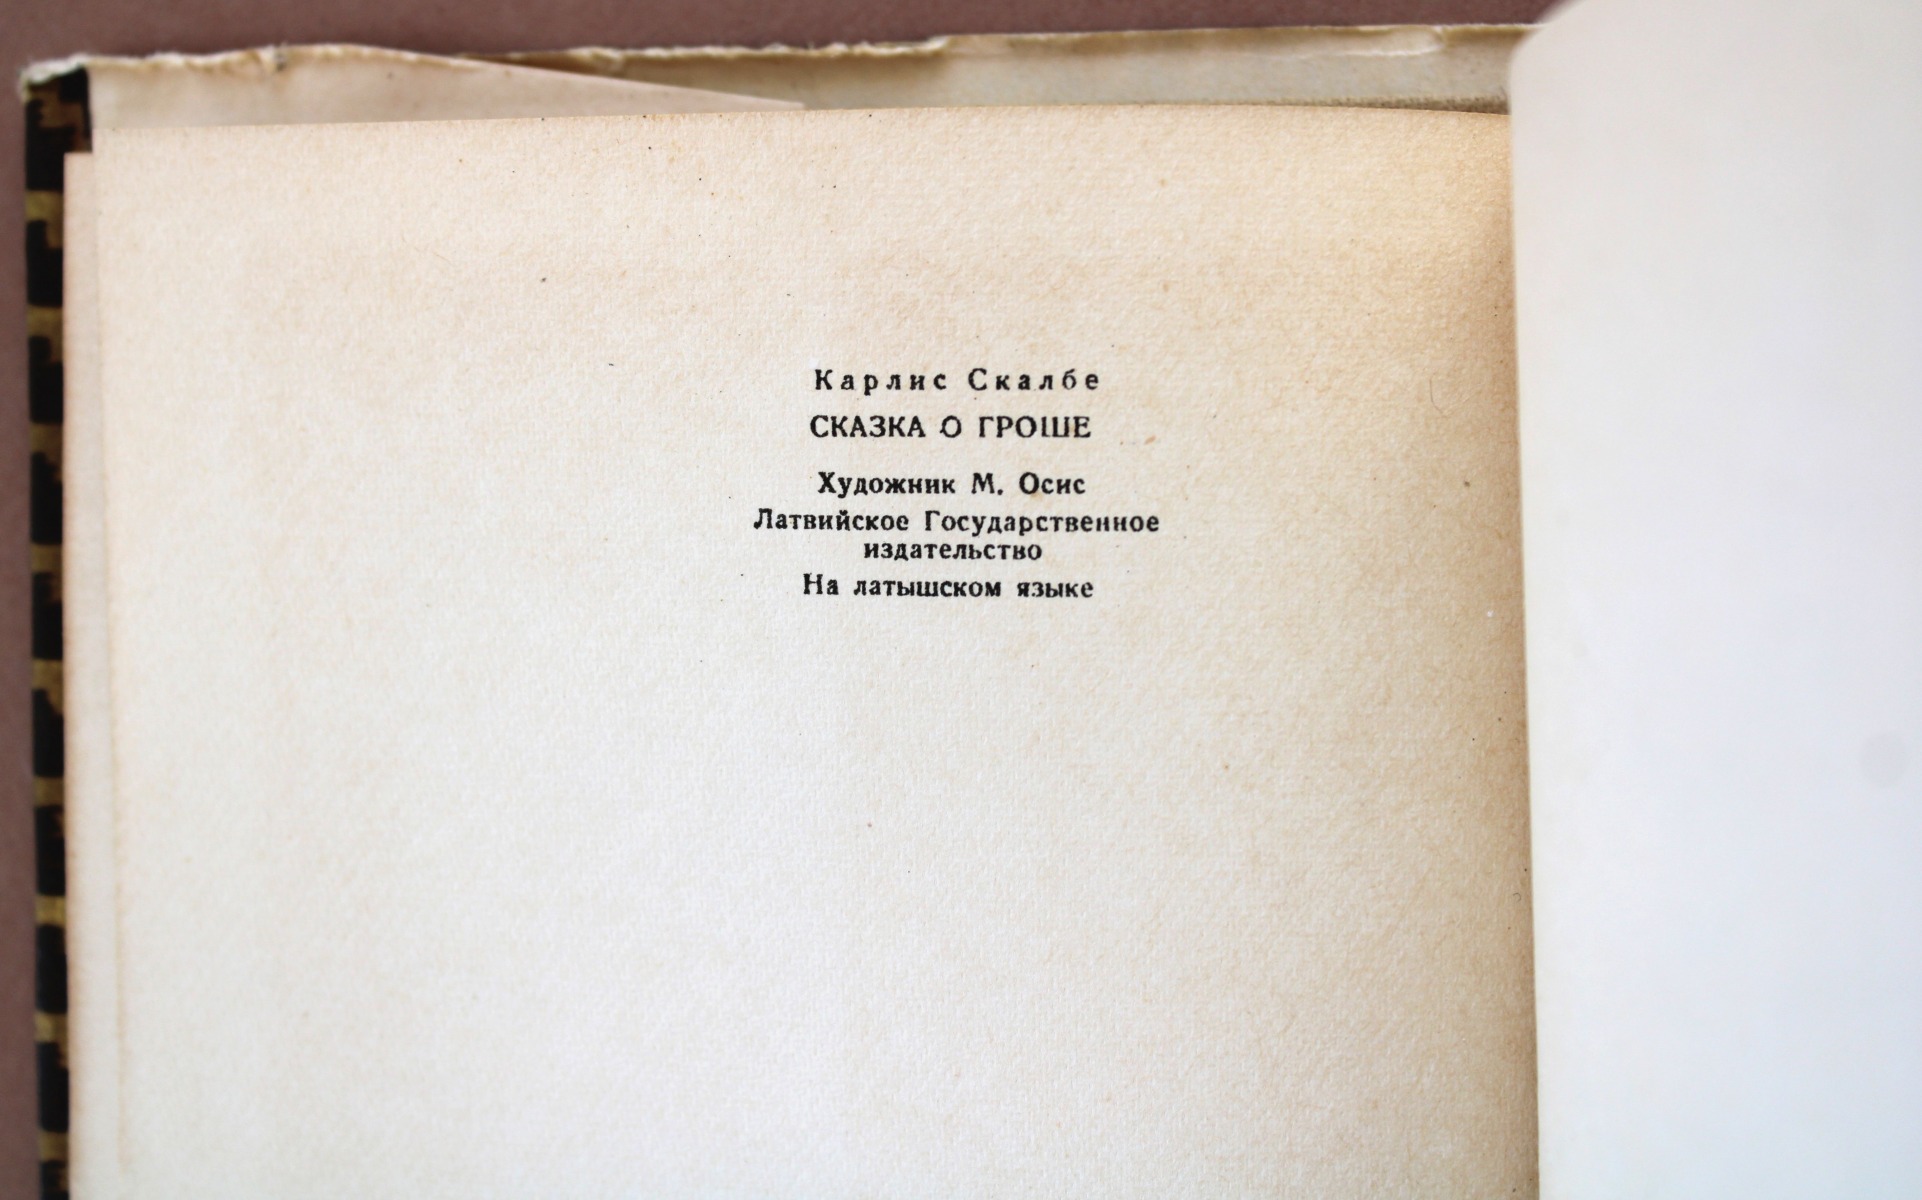 Карлис Скалбе
СКАЗКА О ГРОШЕ
Художник М. Осис
Латвийское Государственное
издательство
На латышском языке